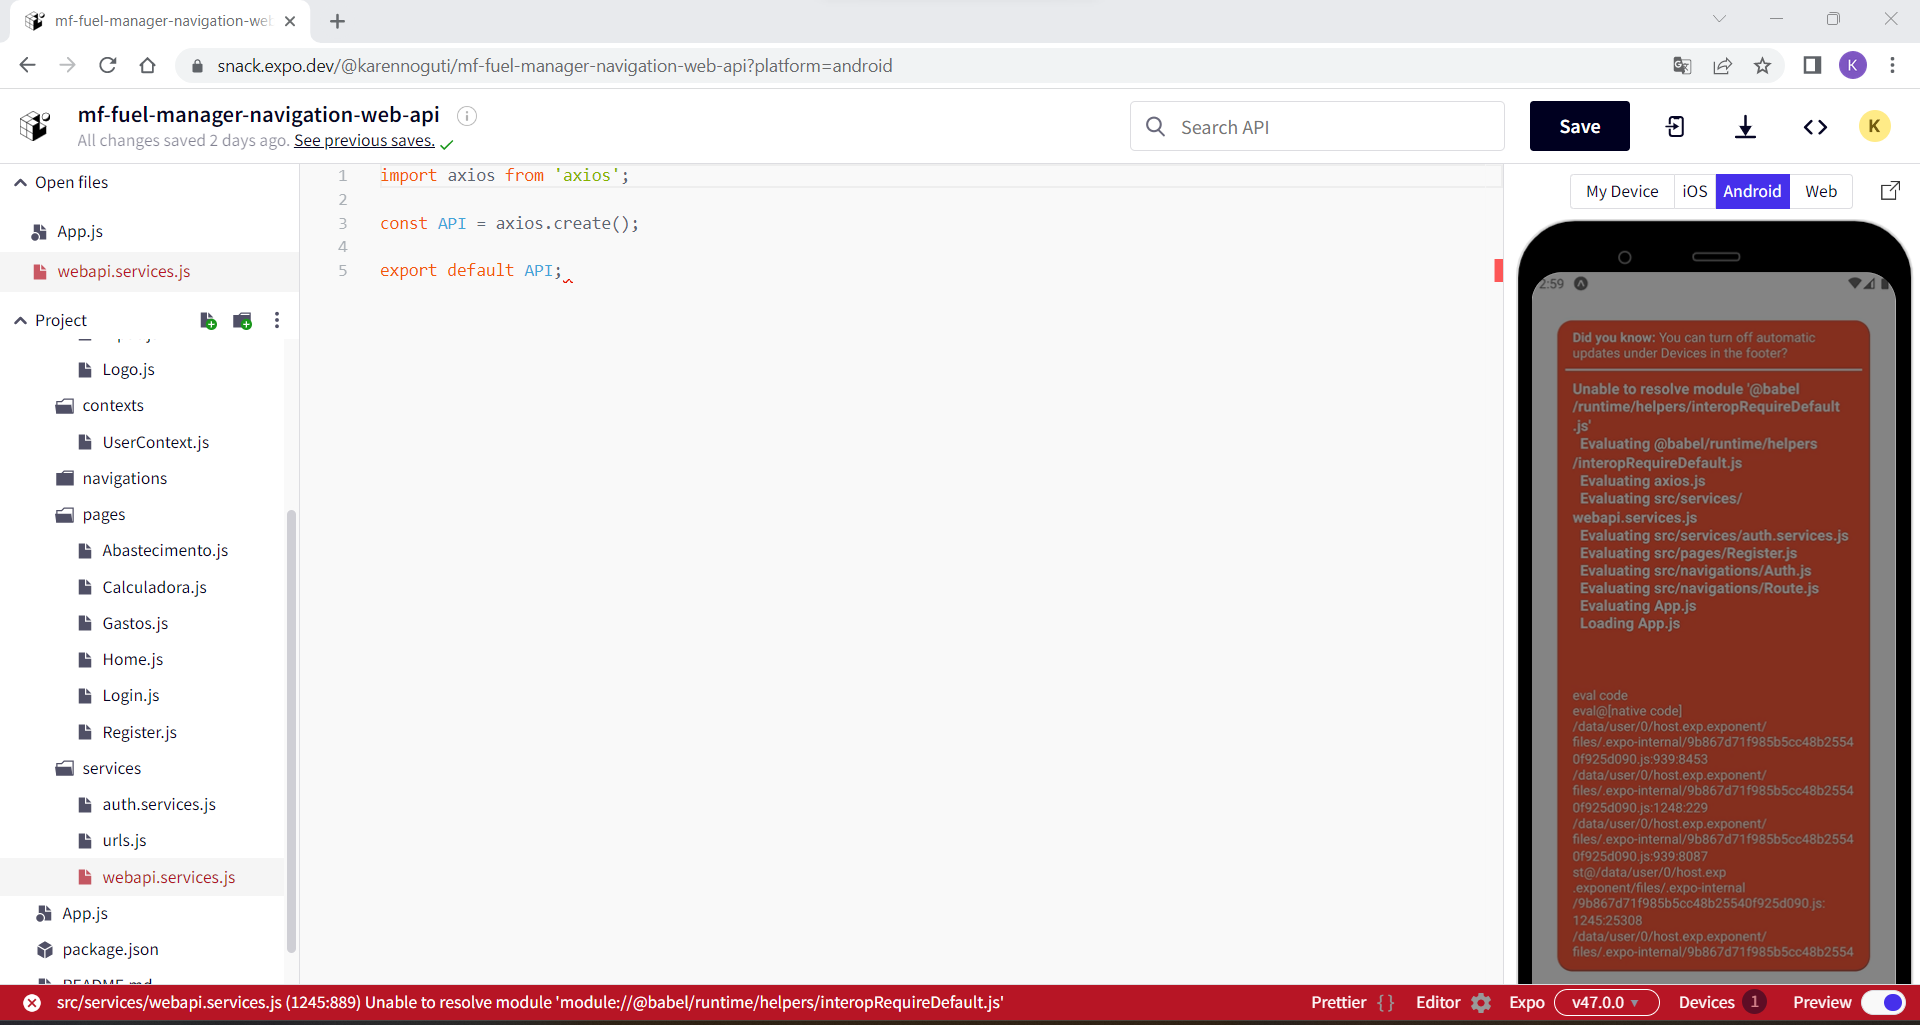 mf-fuel-manager-navigation-web
snack.expo.dev/@karennoguti/mf-fuel-manager-navigation-web-api?platform=android
K
mf-fuel-manager-navigation-web-api
All changes saved 2 days ago. See previous saves.
Search API
Save
K
Open files
App.js
webapi.services.js
Project
Logo.js
contexts
UserContext.js
navigations
pages
Abastecimento.js
Calculadora.js
Gastos.js
Home.js
Login.js
Register.js
services
auth.services.js
urls.js
webapi.services.js
App.js
package.json
README.md
1 import axios from 'axios';
2
3 const API = axios.create();
4
5 export default API;
My Device iOS Android Web
2:59
Did you know: You can turn off automatic
updates under Devices in the footer?
Unable to resolve module '@babel
/runtime/helpers/interopRequireDefault
.js'
Evaluating @babel/runtime/helpers
/interopRequireDefault.js
Evaluating axios.js
Evaluating src/services/
webapi.services.js
Evaluating src/services/auth.services.js
Evaluating src/pages/Register.js
Evaluating src/navigations/Auth.js
Evaluating src/navigations/Route.js
Evaluating App.js
Loading App.js
eval code
eval@[native code]
/data/user/0/host.exp.exponent/
files/.expo-internal/9b867d71f985b5cc48b2554
0f925d090.js:939:8453
/data/user/0/host.exp.exponent/
files/.expo-internal/9b867d71f985b5cc48b2554
0f925d090.js:1248:229
/data/user/0/host.exp.exponent/
files/.expo-internal/9b867d71f985b5cc48b2554
0f925d090.js:939:8087
st@/data/user/0/host.exp
.exponent/files/.expo-internal
/9b867d71f985b5cc48b25540f925d090.js:
1245:25308
/data/user/0/host.exp.exponent/
files/.expo-internal/9b867d71f985b5cc48b2554
src/services/webapi.services.js (1245:889) Unable to resolve module 'module://@babel/runtime/helpers/interopRequireDefault.js'
Prettier {} Editor Expo v47.0.0 Devices 1 Preview